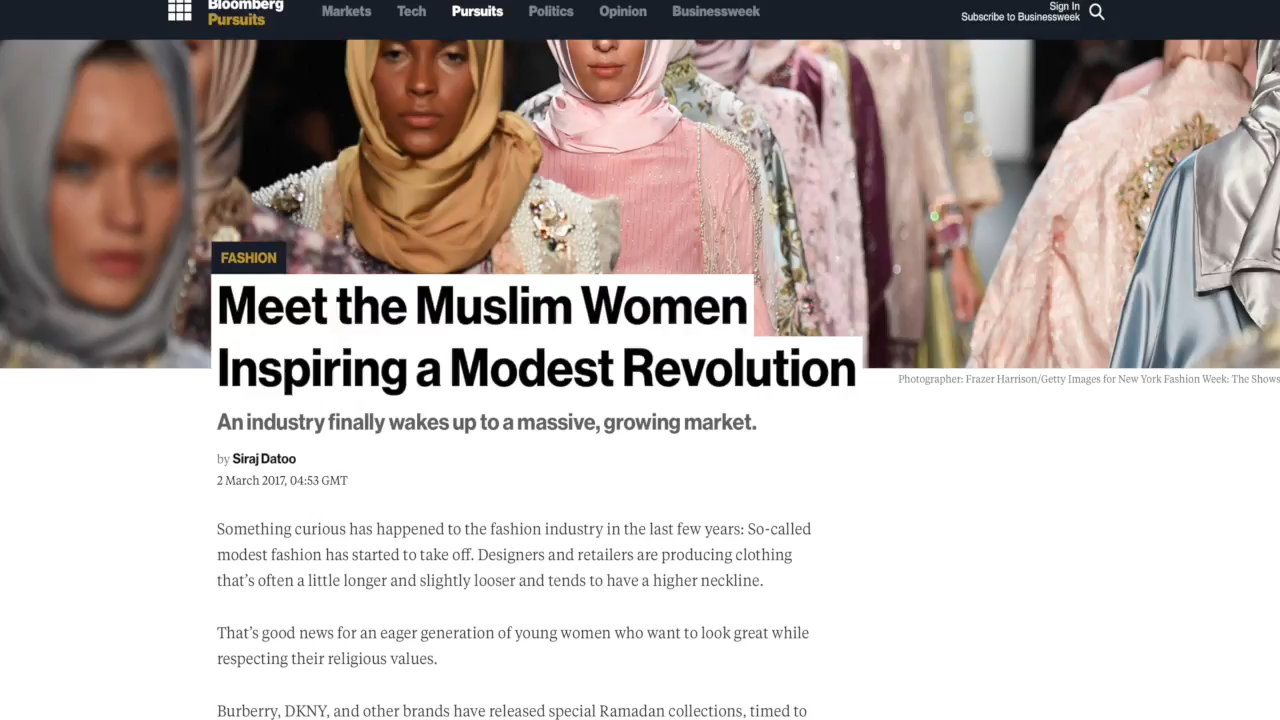 Bloomberg
Pursuits
Markets Tech Pursuits Politics Opinion Businessweek
Sign In
Subscribe to Businessweek
FASHION
Meet the Muslim Women
Inspiring a Modest Revolution
Photographer: Frazer Harrison/Getty Images for New York Fashion Week: The Shows
An industry finally wakes up to a massive, growing market.
by Siraj Datoo
2 March 2017, 04:53 GMT
Something curious has happened to the fashion industry in the last few years: So-called
modest fashion has started to take off. Designers and retailers are producing clothing
that’s often a little longer and slightly looser and tends to have a higher neckline.
That’s good news for an eager generation of young women who want to look great while
respecting their religious values.
Burberry, DKNY, and other brands have released special Ramadan collections, timed to